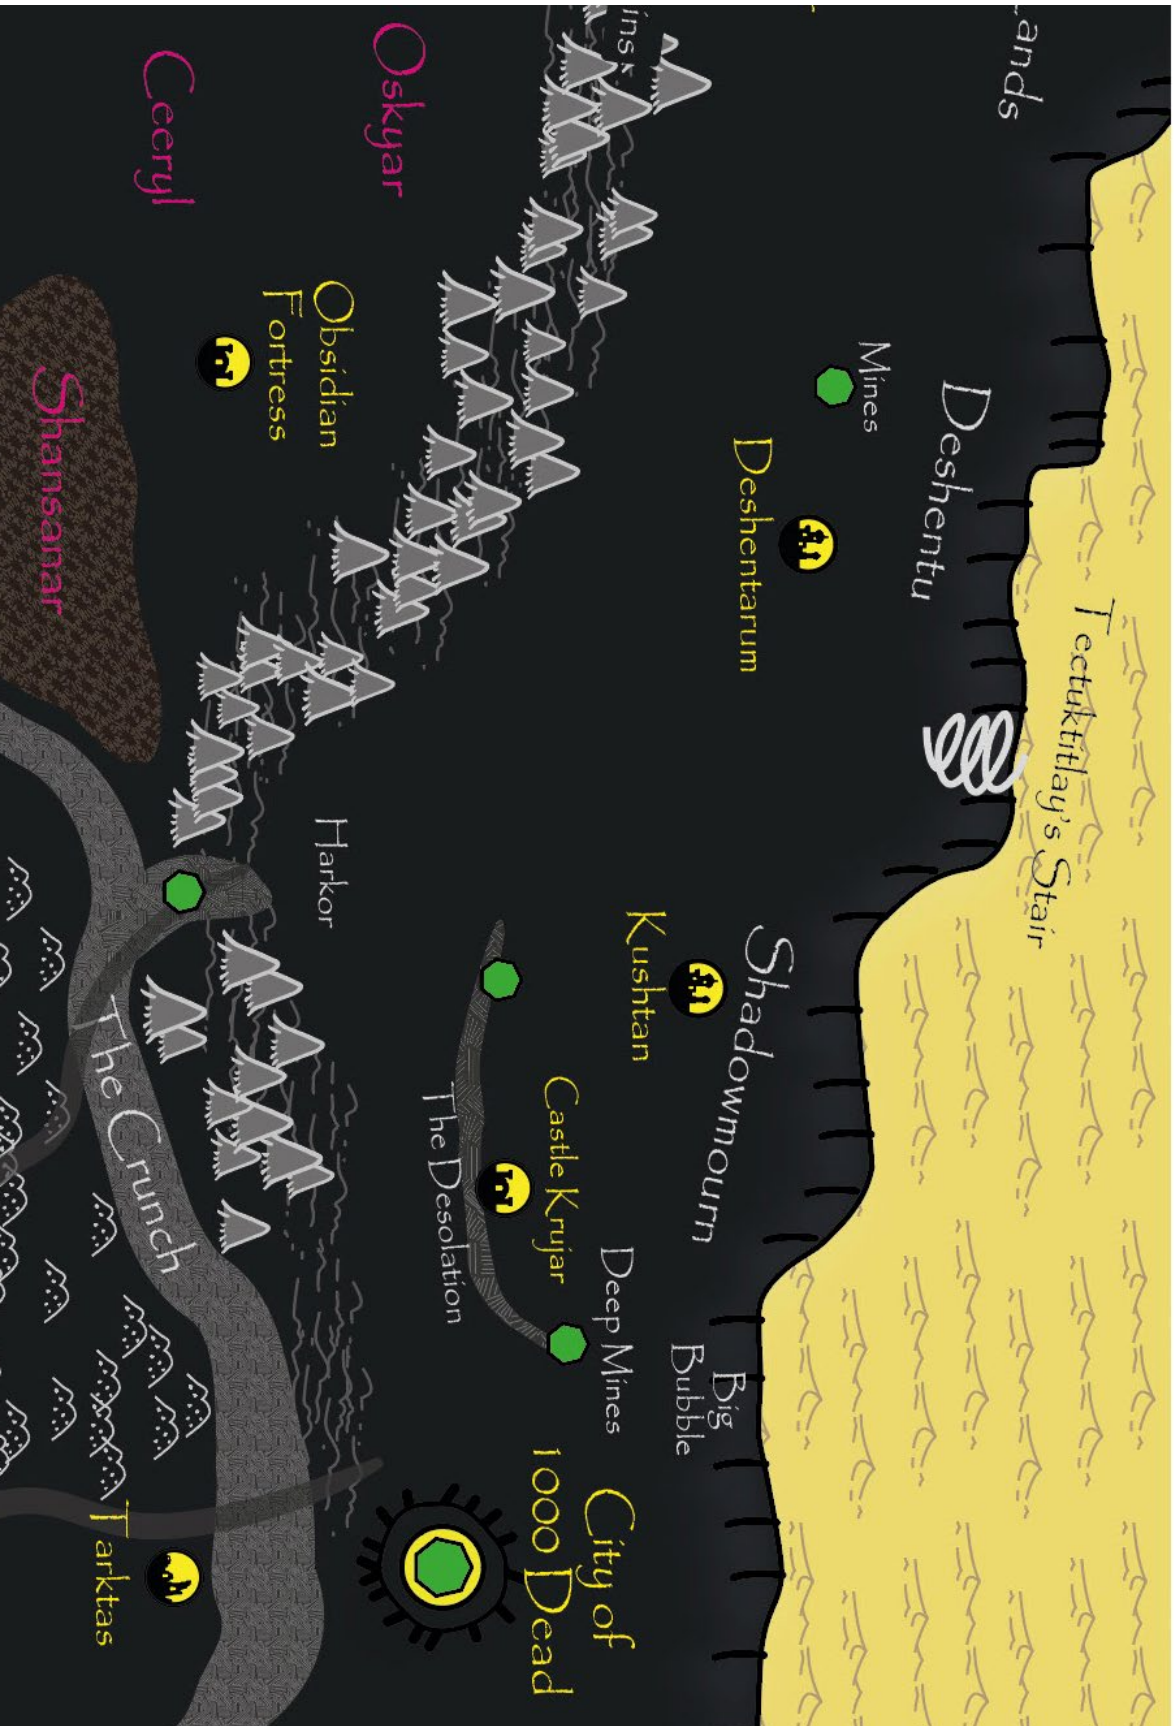 ands
Tectuktitlay's Stair
Deshentu
Mines
Deshentarum
Shadowmourn
Kushtan
Big
Bubble
Deep Mines
Castle Krujar
The Desolation
City of
1000 Dead
Oskyar
Ceeryl
Obsidian
Fortress
Harkor
Shansanar
The Crunch
Tarktas